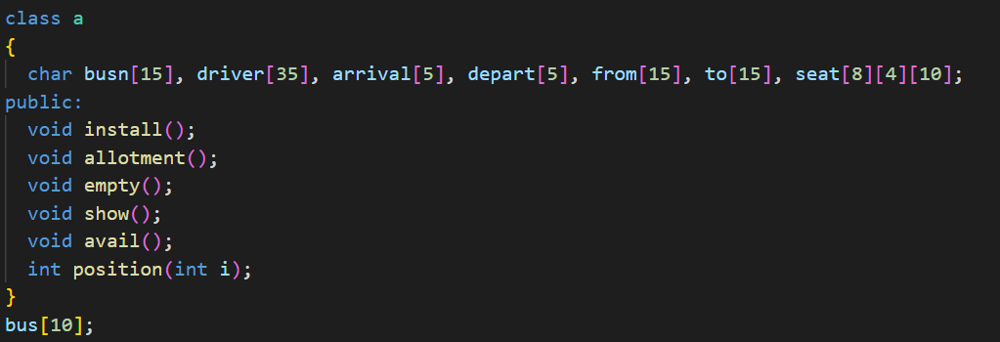 class a
{
  char busn[15], driver[35], arrival[5], depart[5], from[15], to[15], seat[8][4][10];
public:
  void install();
  void allotment();
  void empty();
  void show();
  void avail();
  int position(int i);
}
bus[10];